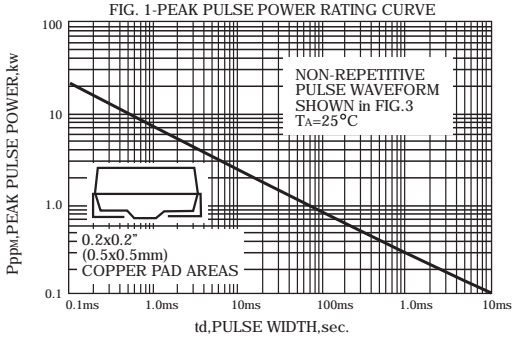 FIG. 1-PEAK PULSE POWER RATING CURVE
PppM,PEAK PULSE POWER,kw
100
10
1.0
0.1
NON-REPETITIVE
PULSE WAVEFORM
SHOWN in FIG.3
TA=25°C
0.2x0.2"
(0.5x0.5mm)
COPPER PAD AREAS
0.1ms
1.0ms
10ms
100ms
1.0ms
10ms
td,PULSE WIDTH,sec.